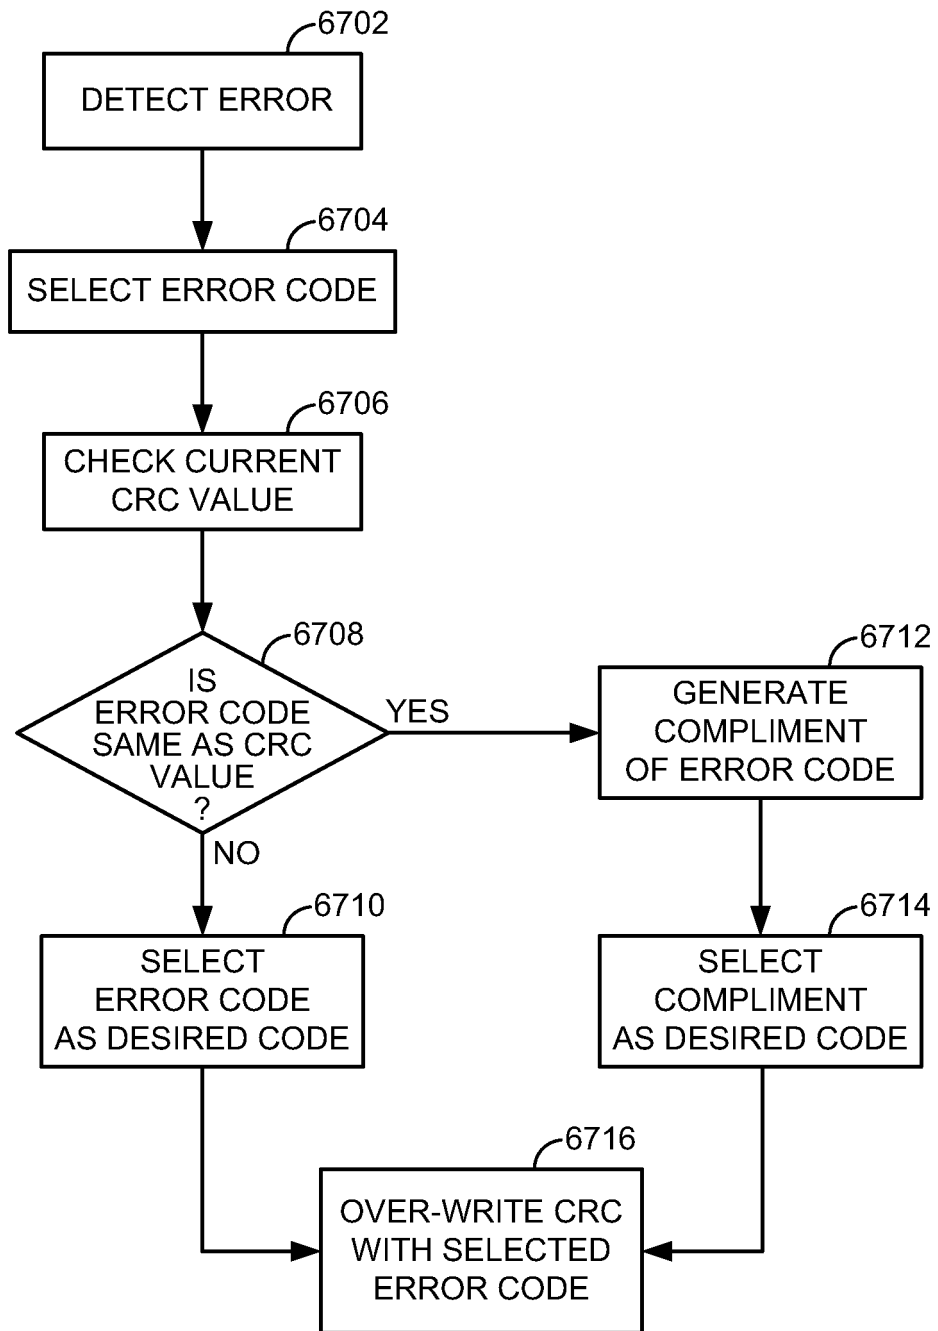 6702
DETECT ERROR
6704
SELECT ERROR CODE
6706
CHECK CURRENT
CRC VALUE
6708
IS
ERROR CODE
SAME AS CRC
VALUE
?
YES
NO
6712
GENERATE
COMPLIMENT
OF ERROR CODE
6710
SELECT
ERROR CODE
AS DESIRED CODE
6714
SELECT
COMPLIMENT
AS DESIRED CODE
6716
OVER-WRITE CRC
WITH SELECTED
ERROR CODE